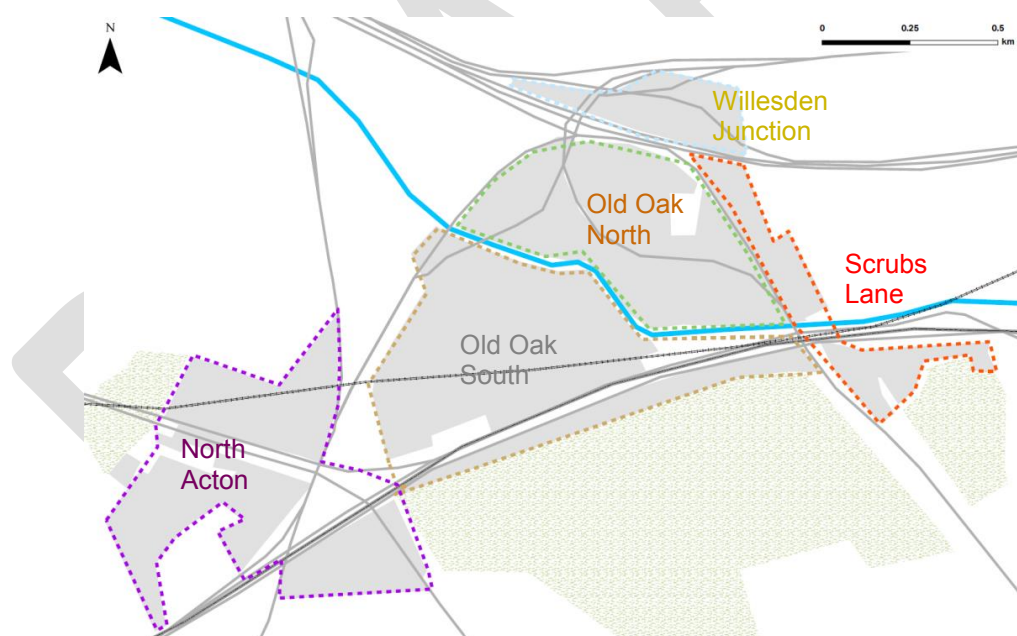 N
0 0.25 0.5
km
Willesden
Junction
Old Oak
North
Scrubs
Lane
Old Oak
South
North
Acton